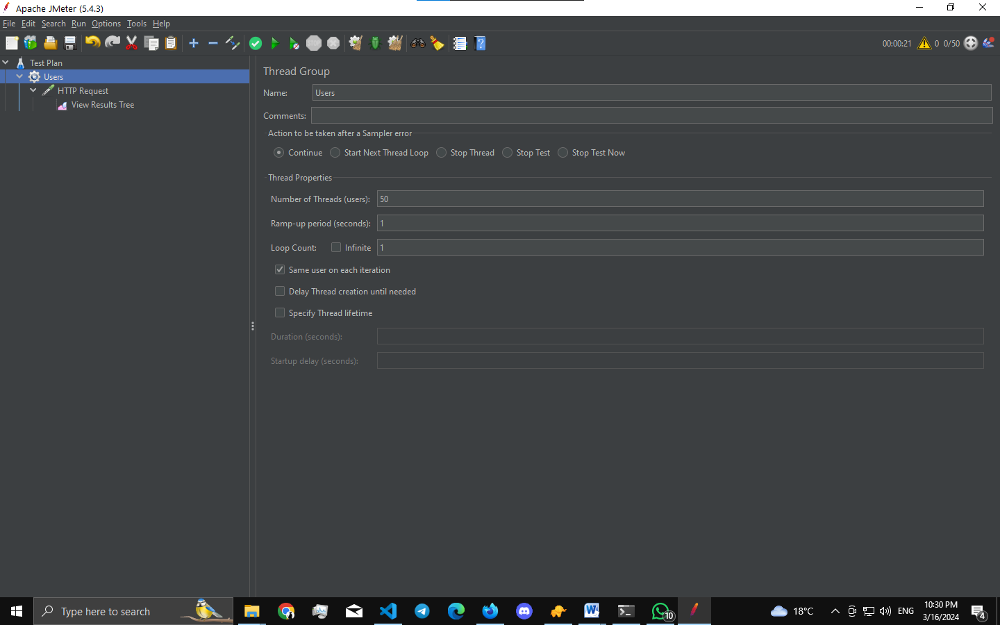 Apache JMeter (5.4.3)
File Edit Search Run Options Tools Help
STOP
00:00:21 0 0/50
Test Plan
Users
HTTP Request
View Results Tree
Thread Group
Name: Users
Comments:
Action to be taken after a Sampler error
Continue Start Next Thread Loop Stop Thread Stop Test Stop Test Now
Thread Properties
Number of Threads (users): 50
Ramp-up period (seconds): 1
Loop Count: Infinite 1
Same user on each iteration
Delay Thread creation until needed
Specify Thread lifetime
Duration (seconds):
Startup delay (seconds):
Type here to search
10
18°C
ENG
10:30 PM
3/16/2024
4